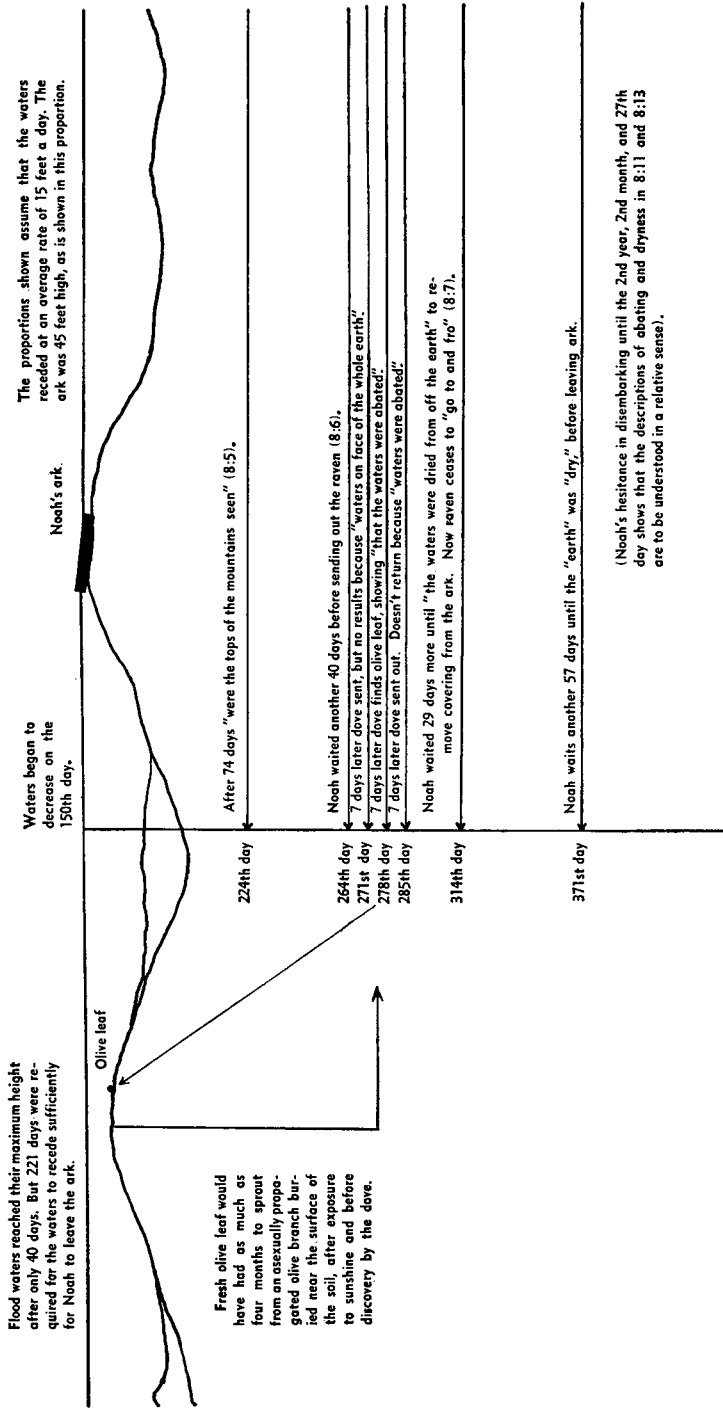 Flood waters reached their maximum height
after only 40 days. But 221 days were re-
quired for the waters to recede sufficiently
for Noah to leave the ark.
Waters began to
decrease on the
150th day.
Noah's ark.
The proportions shown assume that the waters
receded at an average rate of 15 feet a day. The
ark was 45 feet high, as is shown in this proportion.
Olive leaf
Fresh olive leaf would
have had as much as
four months to sprout
from an asexually propa-
gated olive branch bur-
ied near the surface of
the soil, after exposure
to sunshine and before
discovery by the dove.
224th day
After 74 days "were the tops of the mountains seen" (8:5).
264th day
Noah waited another 40 days before sending out the raven (8:6).
271st day
7 days later dove sent, but no results because "waters on face of the whole earth".
278th day
7 days later dove finds olive leaf, showing "that the waters were abated".
285th day
7 days later dove sent out. Doesn't return because "waters were abated".
314th day
Noah waited 29 days more until "the waters were dried from off the earth" to re-
move covering from the ark. Now raven ceases to "go to and fro" (8:7).
371st day
Noah waits another 57 days until the "earth" was "dry," before leaving ark.
(Noah's hesitance in disembarking until the 2nd year, 2nd month, and 27th
day shows that the descriptions of abating and dryness in 8:11 and 8:13
are to be understood in a relative sense).